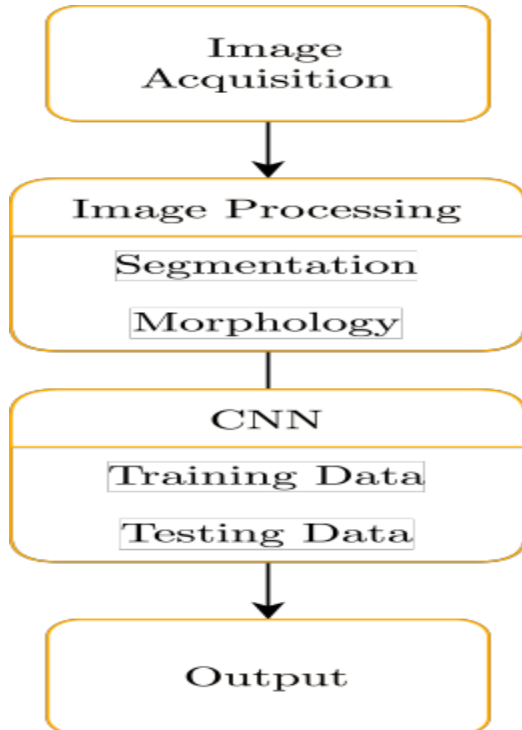 Image
Acquisition
Image Processing
Segmentation
Morphology
CNN
Training Data
Testing Data
Output